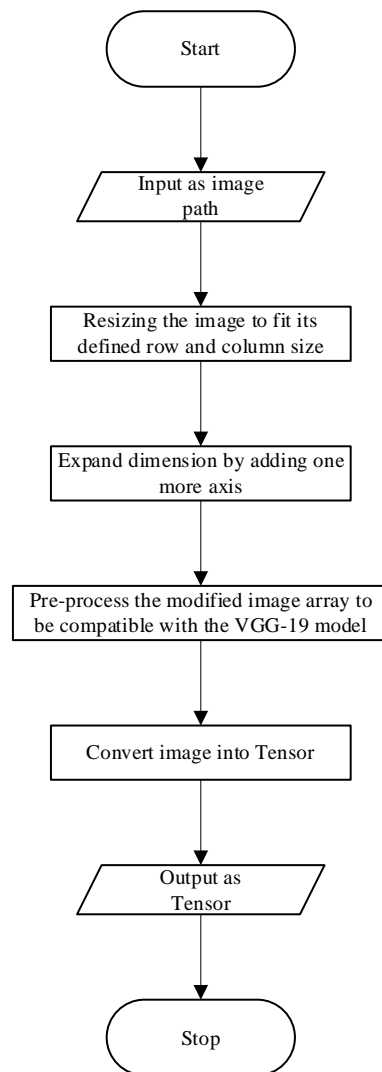 Start
Input as image
path
Resizing the image to fit its
defined row and column size
Expand dimension by adding one
more axis
Pre-process the modified image array to
be compatible with the VGG-19 model
Convert image into Tensor
Output as
Tensor
Stop